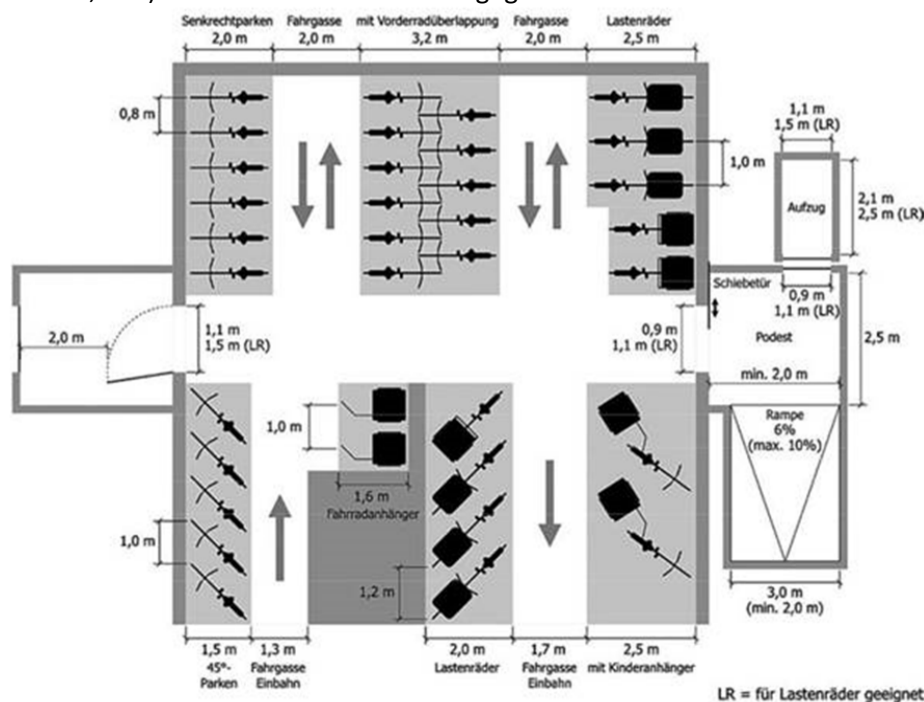 Senkrechtparken
2,0 m
Fahrgasse
2,0 m
mit Vorderradüberlappung
3,2 m
Fahrgasse
2,0 m
Lastenräder
2,5 m
0,8 m
1,0 m
1,1 m
1,5 m (LR)
Aufzug
2,1 m
2,5 m (LR)
Schiebetür
0,9 m
1,1 m (LR)
2,0 m
1,1 m
1,5 m (LR)
0,9 m
1,1 m (LR)
Podest
2,5 m
min. 2,0 m
Rampe
6%
(max. 10%)
1,0 m
1,6 m
Fahrradanhänger
1,0 m
1,2 m
3,0 m
(min. 2,0 m)
1,5 m
45°-
Parken
1,3 m
Fahrgasse
Einbahn
2,0 m
Lastenräder
1,7 m
Fahrgasse
Einbahn
2,5 m
mit Kinderanhänger
LR = für Lastenräder geeignet